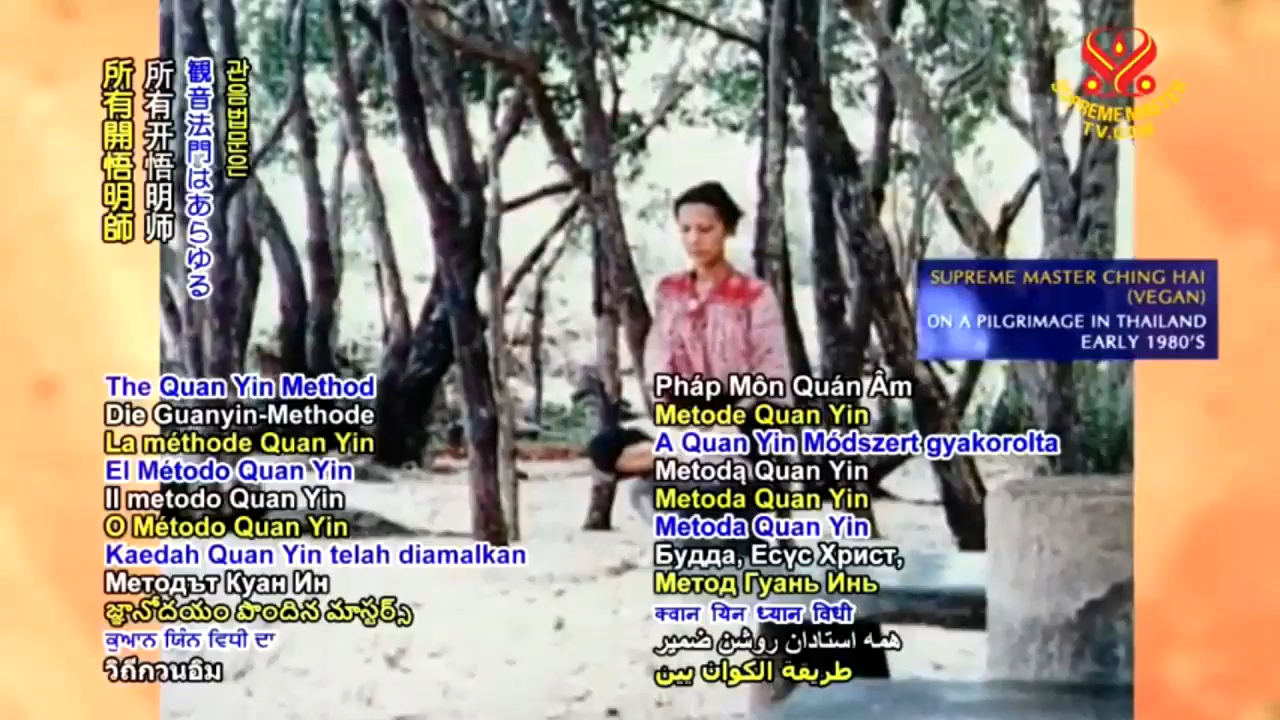 관음법문은
観音法門はあらゆる
所有开悟明师
所有開悟明師
SUPREME MASTER
TV.COM
SUPREME MASTER CHING HAI
(VEGAN)
ON A PILGRIMAGE IN THAILAND
EARLY 1980'S
The Quan Yin Method
Die Guanyin-Methode
La méthode Quan Yin
El Método Quan Yin
Il metodo Quan Yin
O Método Quan Yin
Kaedah Quan Yin telah diamalkan
Методът Куан Ин
జ్ఞానోదయం పొందిన మాస్టర్స్
ਕੁਆਨ ਯਿੰਨ ਵਿਧੀ ਦਾ
วิถีกวนอิม
Pháp Môn Quán Âm
Metode Quan Yin
A Quan Yin Módszert gyakorolta
Metodą Quan Yin
Metoda Quan Yin
Metoda Quan Yin
Будда, Есүс Христ,
Метод Гуань Инь
क्वान यिन ध्यान विधी
همه استادان روشن ضمیر
طريقة الكوان يين